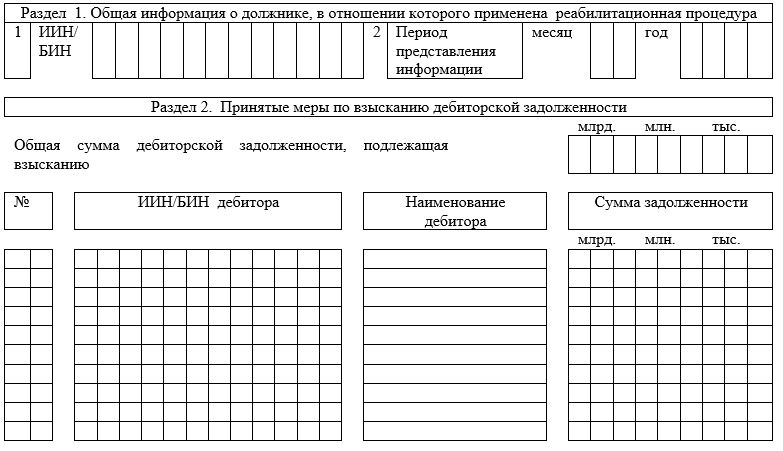 Раздел 1. Общая информация о должнике, в отношении которого применена реабилитационная процедура
1 ИИН/ 2 Период месяц год
БИН представления
информации
Раздел 2. Принятые меры по взысканию дебиторской задолженности
млрд. млн. тыс.
Общая сумма дебиторской задолженности, подлежащая
взысканию
№ ИИН/БИН дебитора Наименование Сумма задолженности
дебитора
млрд. млн. тыс.